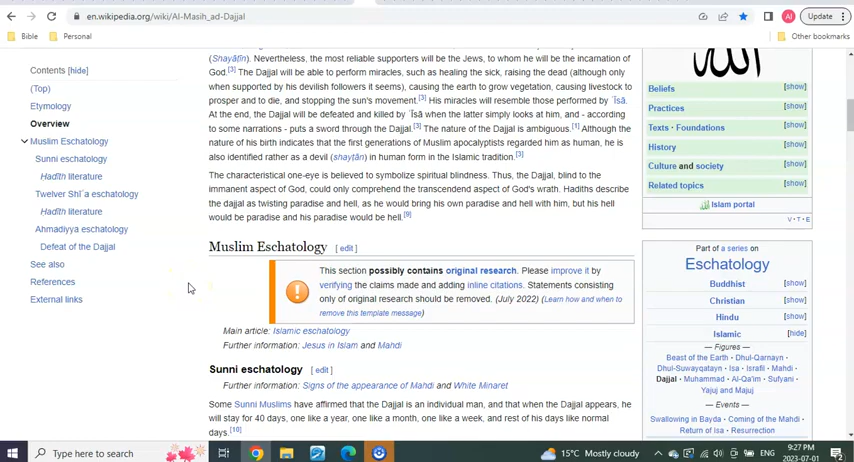 en.wikipedia.org/wiki/Al-Masih_ad-Dajjal
AI
Update
Bible
Personal
Other bookmarks
Contents [hide]
(Top)
Etymology
Overview
Muslim Eschatology
Sunni eschatology
Hadīth literature
Twelver Shīʿa eschatology
Hadīth literature
Ahmadiyya eschatology
Defeat of the Dajjal
See also
References
External links
(Shayāṭīn). Nevertheless, the most reliable supporters will be the Jews, to whom he will be the incarnation of
God.[3] The Dajjal will be able to perform miracles, such as healing the sick, raising the dead (although only
when supported by his devilish followers it seems), causing the earth to grow vegetation, causing livestock to
prosper and to die, and stopping the sun's movement.[3] His miracles will resemble those performed by ʿĪsā.
At the end, the Dajjal will be defeated and killed by ʿĪsā when the latter simply looks at him, and - according
to some narrations - puts a sword through the Dajjal.[3] The nature of the Dajjal is ambiguous.[1] Although the
nature of his birth indicates that the first generations of Muslim apocalyptists regarded him as human, he is
also identified rather as a devil (shayṭān) in human form in the Islamic tradition.[3]
The characteristical one-eye is believed to symbolize spiritual blindness. Thus, the Dajjal, blind to the
immanent aspect of God, could only comprehend the transcendend aspect of God's wrath. Hadiths describe
the dajjal as twisting paradise and hell, as he would bring his own paradise and hell with him, but his hell
would be paradise and his paradise would be hell.[9]
Muslim Eschatology [ edit ]
This section possibly contains original research. Please improve it by
verifying the claims made and adding inline citations. Statements consisting
only of original research should be removed. (July 2022) (Learn how and when to
remove this template message)
Main article: Islamic eschatology
Further information: Jesus in Islam and Mahdi
Sunni eschatology [ edit ]
Further information: Signs of the appearance of Mahdi and White Minaret
Some Sunni Muslims have affirmed that the Dajjal is an individual man, and that when the Dajjal appears, he
will stay for 40 days, one like a year, one like a month, one like a week, and rest of his days like normal
days.[10]
Beliefs [show]
Practices [show]
Texts · Foundations [show]
History [show]
Culture and society [show]
Related topics [show]
Islam portal
V · T · E
Part of a series on
Eschatology
Buddhist [show]
Christian [show]
Hindu [show]
Islamic [hide]
— Figures —
Beast of the Earth · Dhul-Qarnayn ·
Dhul-Suwayqatayn · Isa · Israfil · Mahdi ·
Dajjal · Muhammad · Al-Qa'im · Sufyani ·
Yajuj and Majuj
— Events —
Swallowing in Bayda · Coming of the Mahdi ·
Return of Isa · Resurrection
Type here to search
15°C Mostly cloudy
ENG
9:27 PM
2023-07-01
2